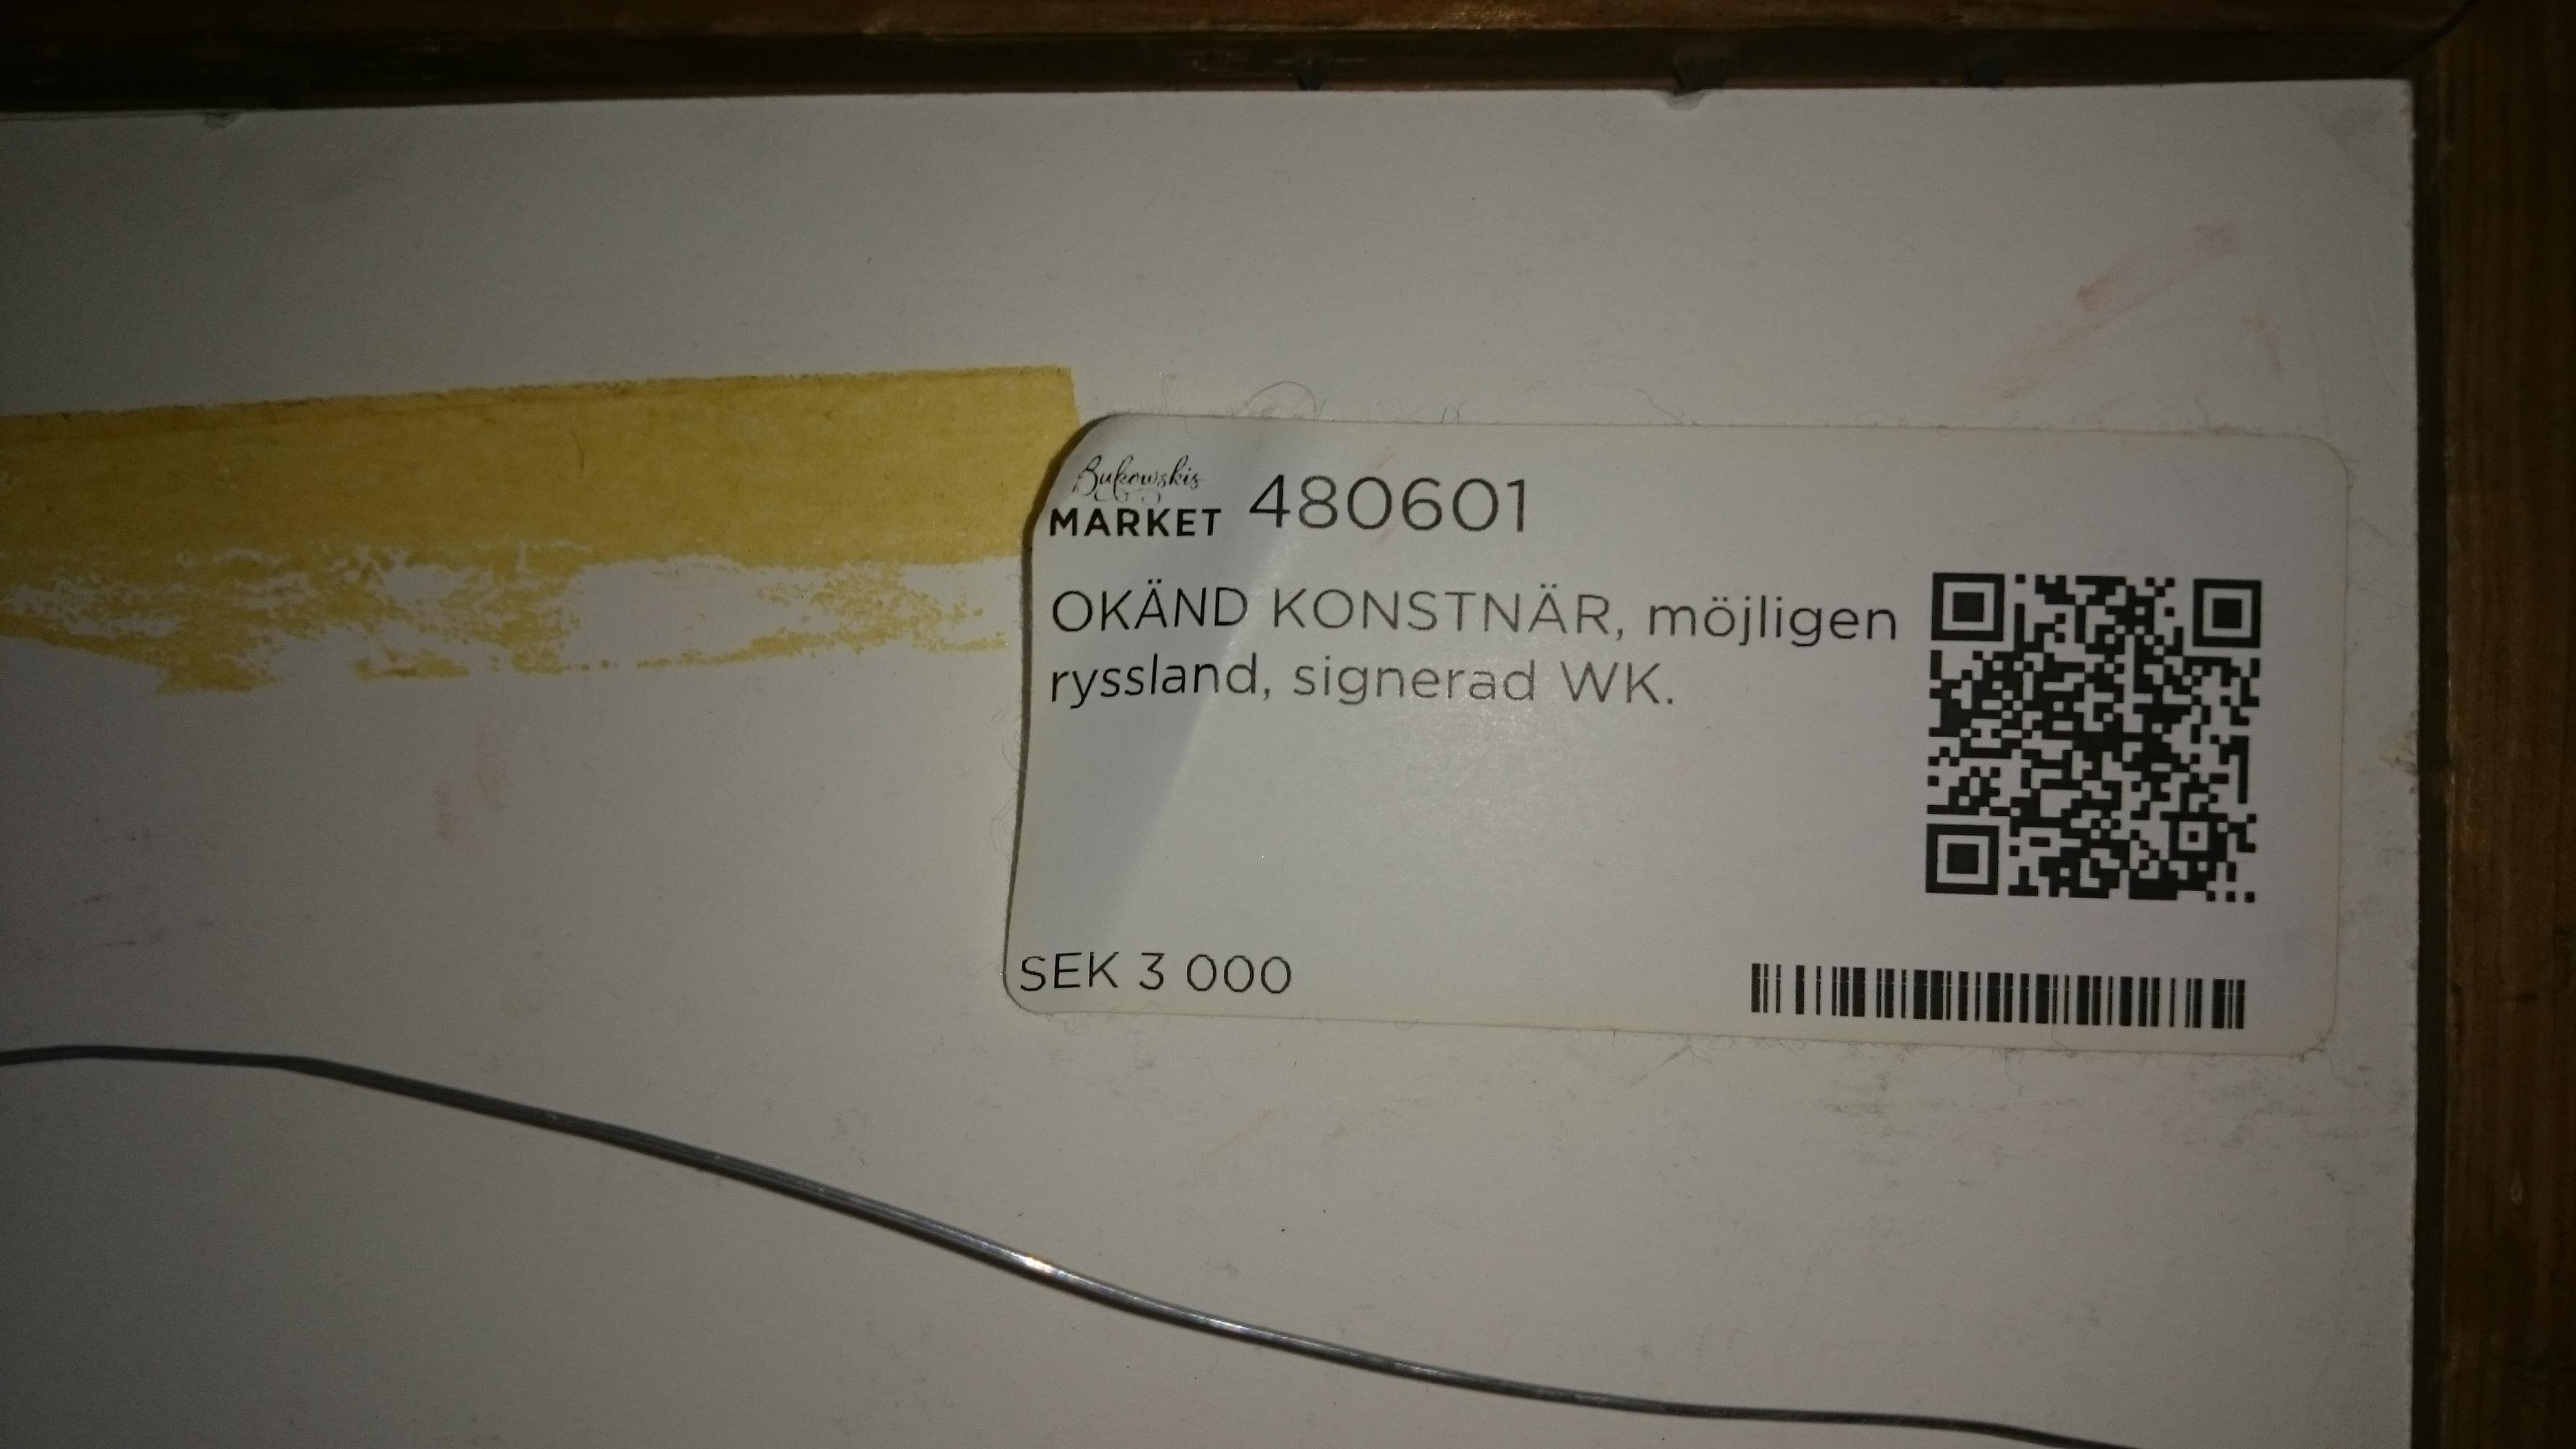 Bukowskis
MARKET 480601
OKÄND KONSTNÄR, möjligen
ryssland, signerad WK.
SEK 3 000